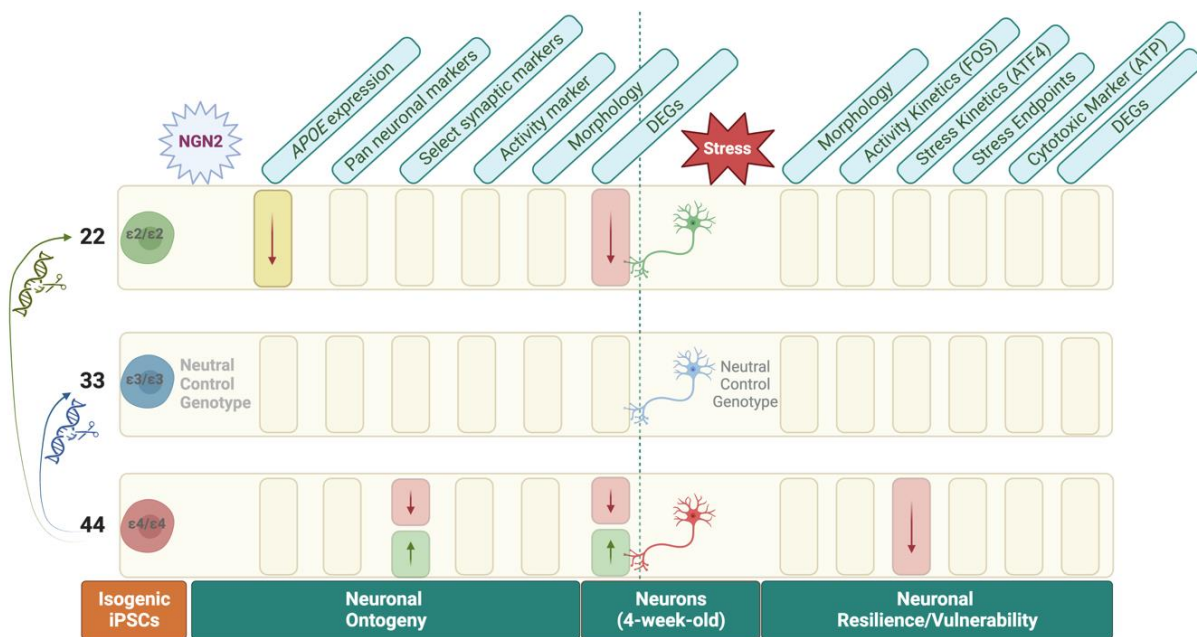 APOE expression
Pan neuronal markers
Select synaptic markers
Activity marker
Morphology
DEGs
Morphology
Activity Kinetics (FOS)
Stress Kinetics (ATF4)
Stress Endpoints
Cytotoxic Marker (ATP)
DEGs
NGN2
Stress
22
ε2/ε2
33
ε3/ε3
Neutral
Control
Genotype
Neutral
Control
Genotype
44
ε4/ε4
Isogenic
iPSCs
Neuronal
Ontogeny
Neurons
(4-week-old)
Neuronal
Resilience/Vulnerability